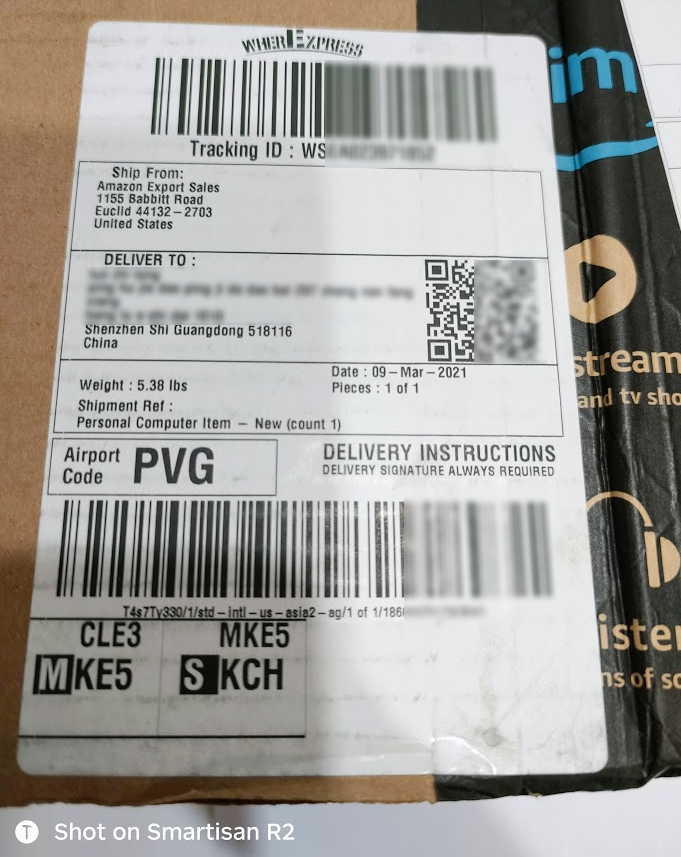 WHEREXPRESS
im
Tracking ID : WS
Ship From:
Amazon Export Sales
1155 Babbitt Road
Euclid 44132-2703
United States
DELIVER TO :
Shenzhen Shi Guangdong 518116
China
stream
and tv sho
Date : 09-Mar-2021
Weight : 5.38 lbs
Pieces : 1 of 1
Shipment Ref :
Personal Computer Item - New (count 1)
Airport Code PVG
DELIVERY INSTRUCTIONS
DELIVERY SIGNATURE ALWAYS REQUIRED
T4s7Ty330/1/std-intl-us-asia2-ag/1 of 1/186
CLE3 MKE5
MKE5 SKCH
isten
ns of so
T Shot on Smartisan R2